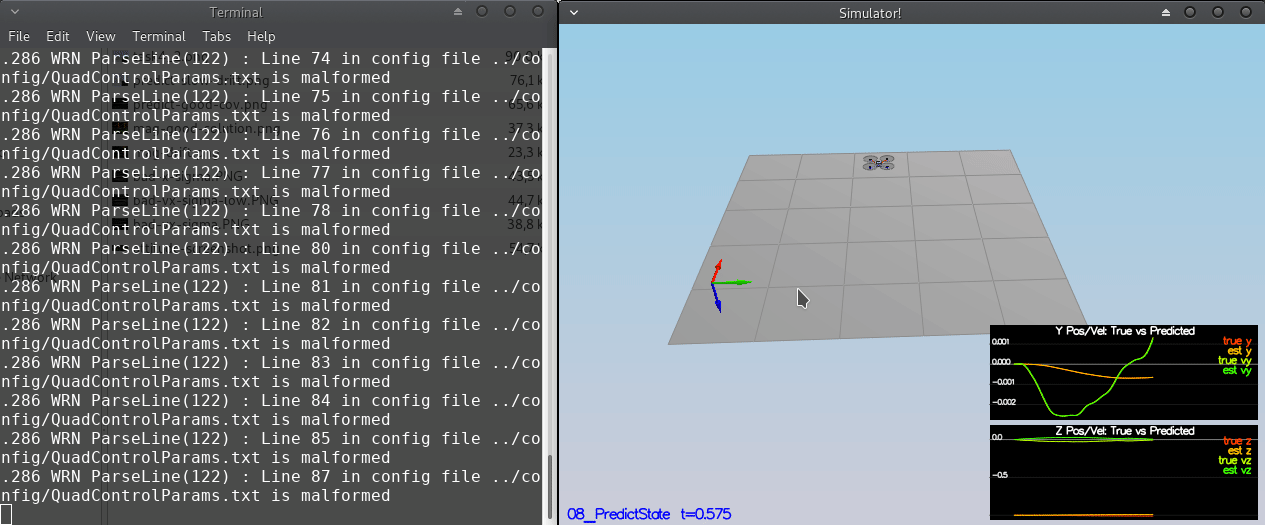 Terminal
File Edit View Terminal Tabs Help
.286 WRN ParseLine(122) : Line 74 in config file ../co
nfig/QuadControlParams.txt is malformed
.286 WRN ParseLine(122) : Line 75 in config file ../co
nfig/QuadControlParams.txt is malformed
.286 WRN ParseLine(122) : Line 76 in config file ../co
nfig/QuadControlParams.txt is malformed
.286 WRN ParseLine(122) : Line 77 in config file ../co
nfig/QuadControlParams.txt is malformed
.286 WRN ParseLine(122) : Line 78 in config file ../co
nfig/QuadControlParams.txt is malformed
.286 WRN ParseLine(122) : Line 80 in config file ../co
nfig/QuadControlParams.txt is malformed
.286 WRN ParseLine(122) : Line 81 in config file ../co
nfig/QuadControlParams.txt is malformed
.286 WRN ParseLine(122) : Line 82 in config file ../co
nfig/QuadControlParams.txt is malformed
.286 WRN ParseLine(122) : Line 83 in config file ../co
nfig/QuadControlParams.txt is malformed
.286 WRN ParseLine(122) : Line 84 in config file ../co
nfig/QuadControlParams.txt is malformed
.286 WRN ParseLine(122) : Line 85 in config file ../co
nfig/QuadControlParams.txt is malformed
.286 WRN ParseLine(122) : Line 87 in config file ../co
nfig/QuadControlParams.txt is malformed
Simulator!
Y Pos/Vel: True vs Predicted
0.001
0.000
-0.001
-0.002
true y
est y
true vy
est vy
Z Pos/Vel: True vs Predicted
0.0
-0.5
true z
est z
true vz
est vz
08_PredictState t=0.575